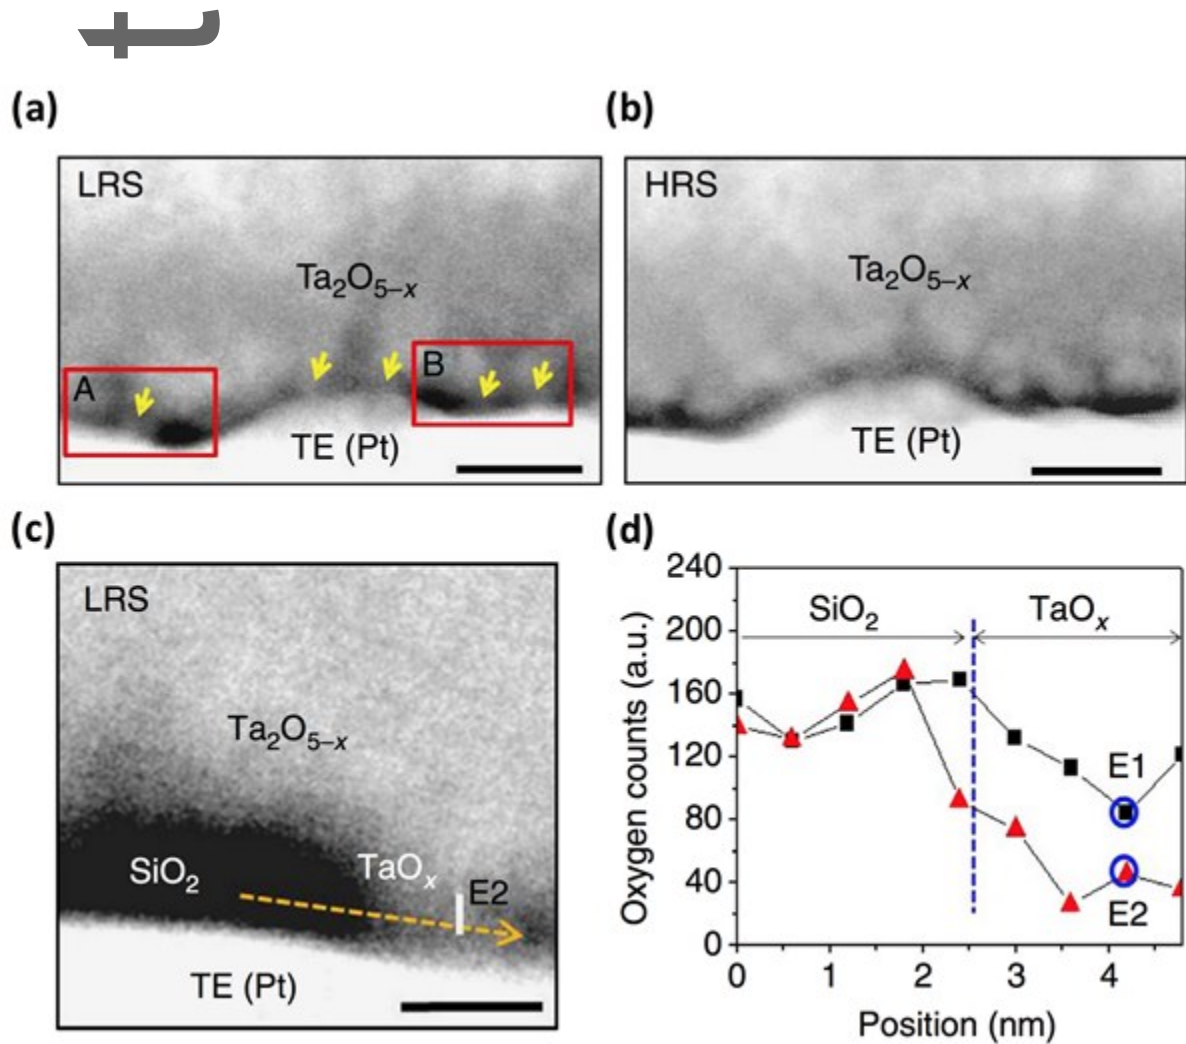 t
(a)
(b)
LRS
HRS
Ta₂O₅₋ₓ
Ta₂O₅₋ₓ
A
B
TE (Pt)
TE (Pt)
(c)
(d)
LRS
Ta₂O₅₋ₓ
SiO₂
TaOₓ
E2
TE (Pt)
240
200
160
120
80
40
0
Oxygen counts (a.u.)
SiO₂
TaOₓ
E1
E2
0 1 2 3 4
Position (nm)